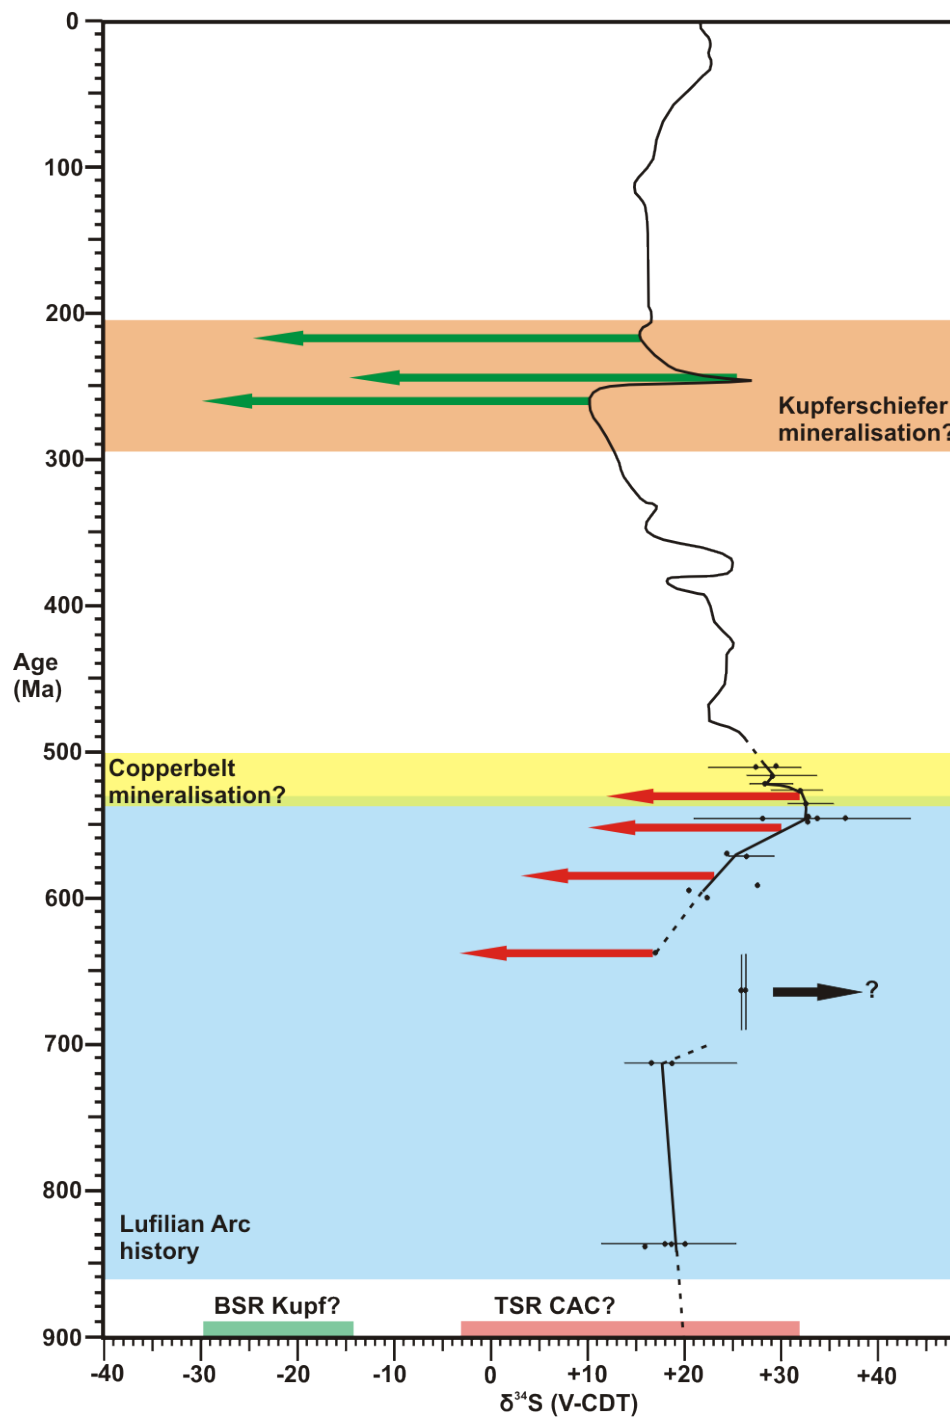 0
100
200
300
400
Age
(Ma)
500
600
700
800
900
Kupferschiefer
mineralisation?
Copperbelt
mineralisation?
?
Lufilian Arc
history
BSR Kupf?
TSR CAC?
-40
-30
-20
-10
0
+10
+20
+30
+40
δ³⁴S (V-CDT)